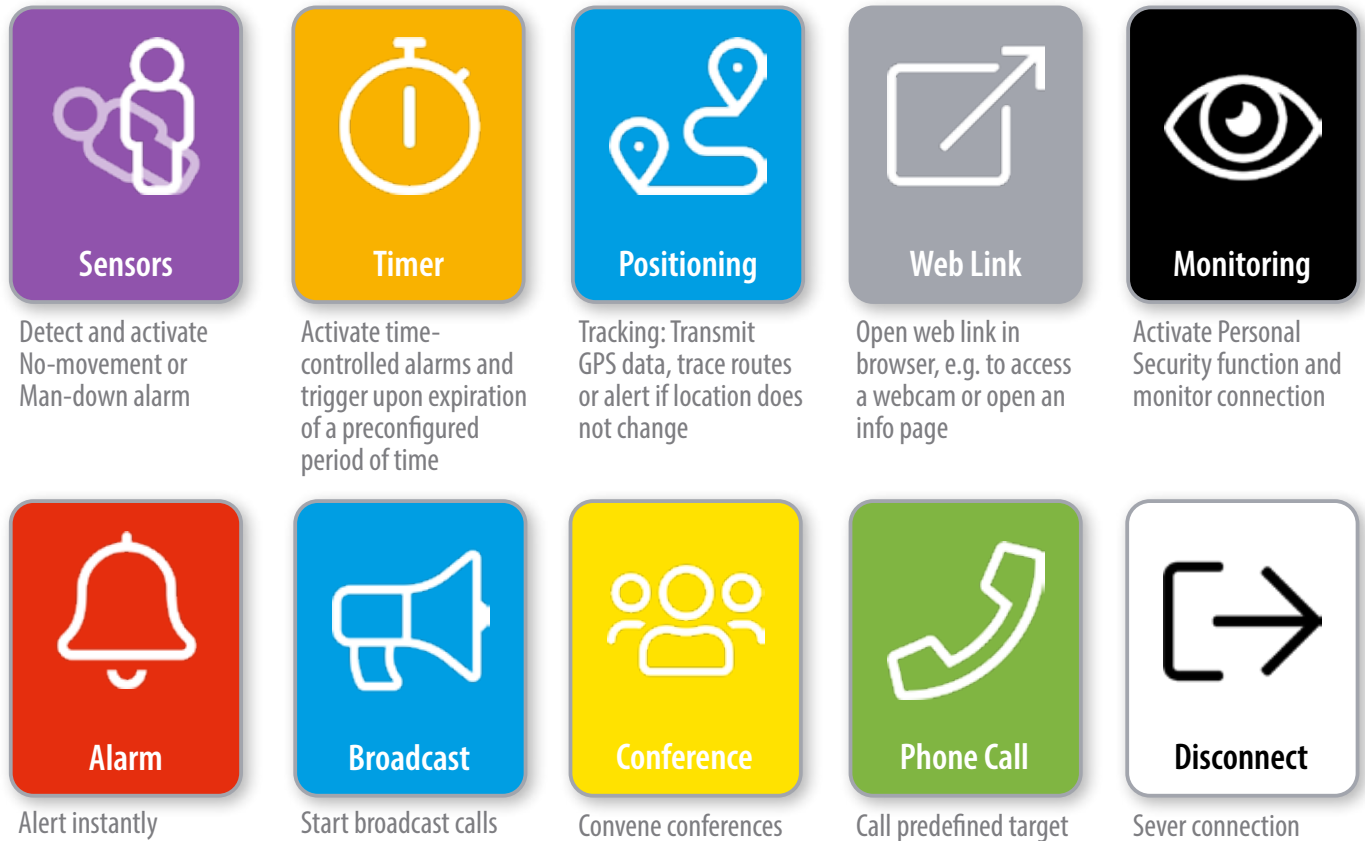 Sensors
Detect and activate
No-movement or
Man-down alarm
Timer
Activate time-
controlled alarms and
trigger upon expiration
of a preconfigured
period of time
Positioning
Tracking: Transmit
GPS data, trace routes
or alert if location does
not change
Web Link
Open web link in
browser, e.g. to access
a webcam or open an
info page
Monitoring
Activate Personal
Security function and
monitor connection
Alarm
Alert instantly
Broadcast
Start broadcast calls
Conference
Convene conferences
Phone Call
Call predefined target
Disconnect
Sever connection